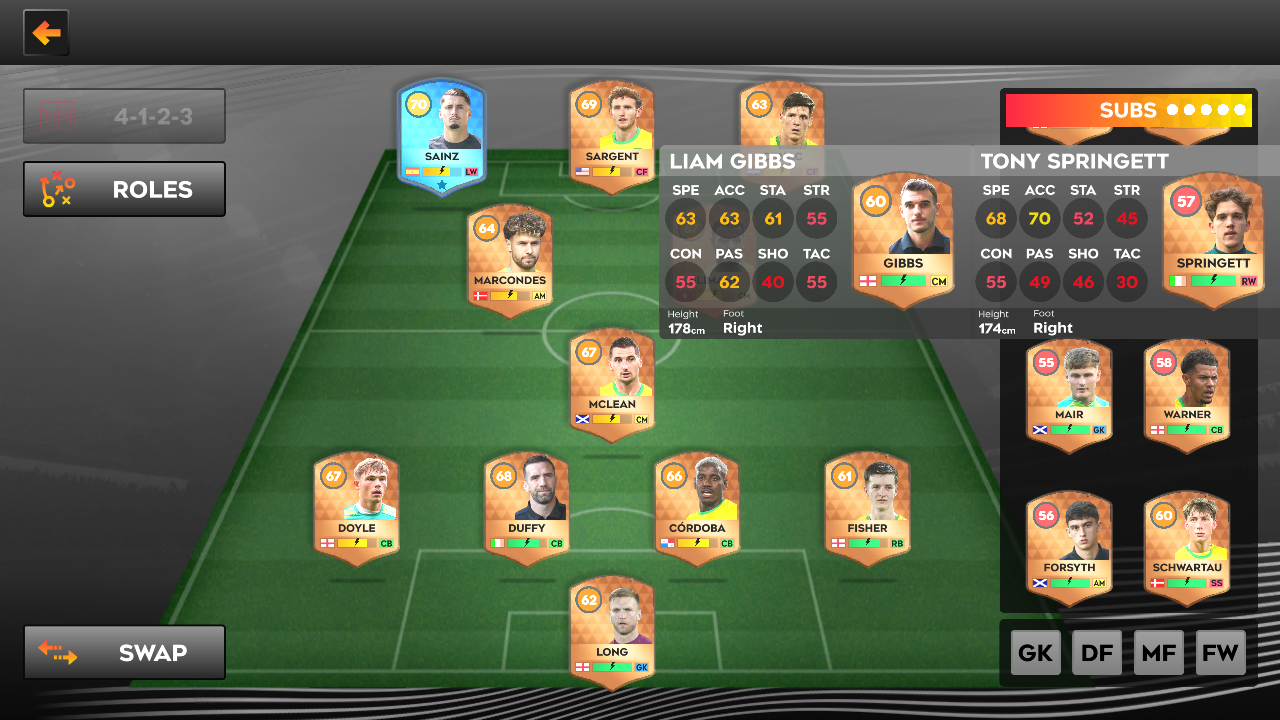 4-1-2-3
ROLES
SWAP
70
SAINZ
LW
69
SARGENT
CF
63
64
MARCONDES
AM
67
MCLEAN
CM
67
DOYLE
CB
68
DUFFY
CB
66
CÓRDOBA
CB
61
FISHER
RB
62
LONG
GK
SUBS
LIAM GIBBS
SPE ACC STA STR
63 63 61 55
CON PAS SHO TAC
55 62 40 55
Height Foot
178cm Right
60
GIBBS
CM
TONY SPRINGETT
SPE ACC STA STR
68 70 52 45
CON PAS SHO TAC
55 49 46 30
Height Foot
174cm Right
57
SPRINGETT
RW
55
MAIR
GK
58
WARNER
CB
56
FORSYTH
AM
60
SCHWARTAU
SS
GK DF MF FW